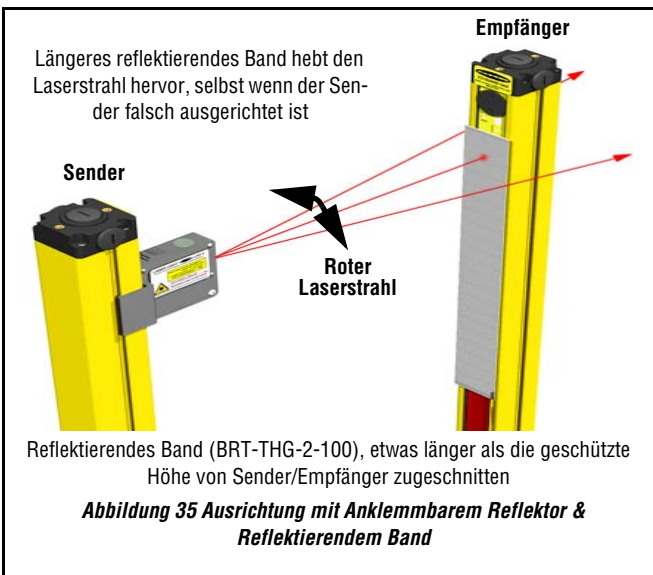 Empfänger
Längeres reflektierendes Band hebt den
Laserstrahl hervor, selbst wenn der Sen-
der falsch ausgerichtet ist
Sender
Roter
Laserstrahl
Reflektierendes Band (BRT-THG-2-100), etwas länger als die geschützte
Höhe von Sender/Empfänger zugeschnitten
Abbildung 35 Ausrichtung mit Anklemmbarem Reflektor &
Reflektierendem Band